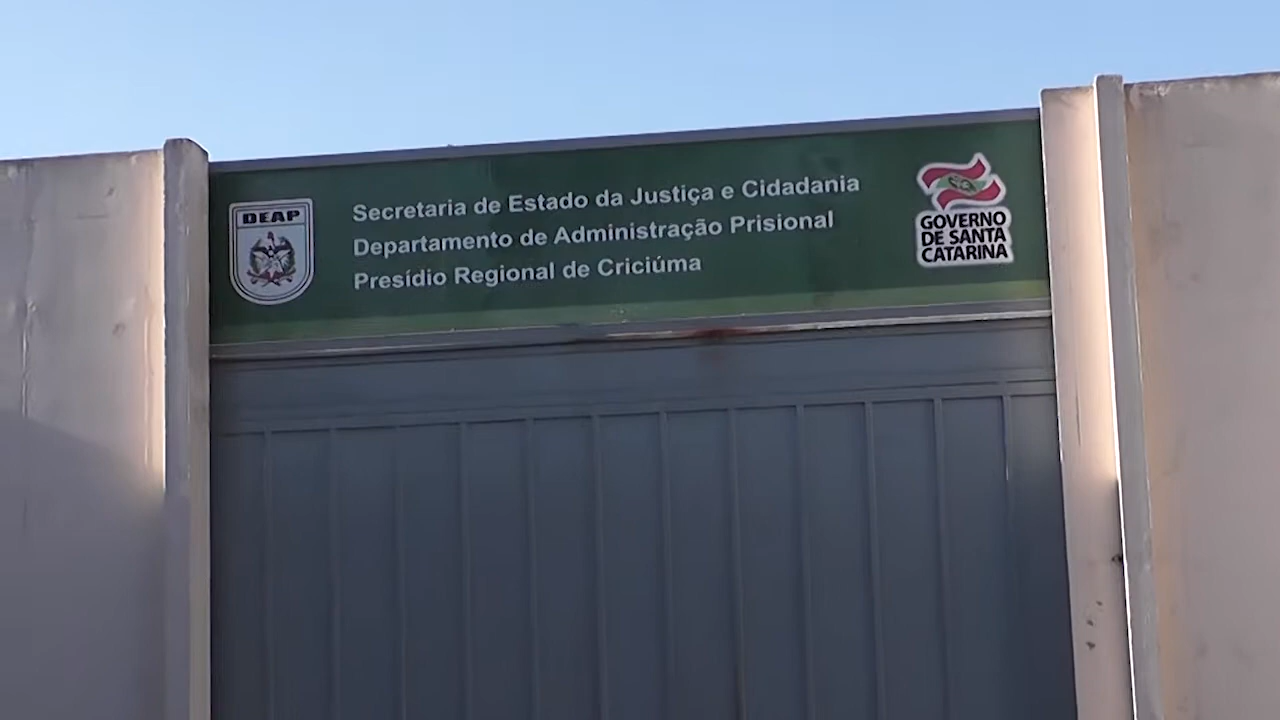 DEAP
Secretaria de Estado da Justiça e Cidadania
Departamento de Administração Prisional
Presídio Regional de Criciúma
GOVERNO
DE SANTA
CATARINA